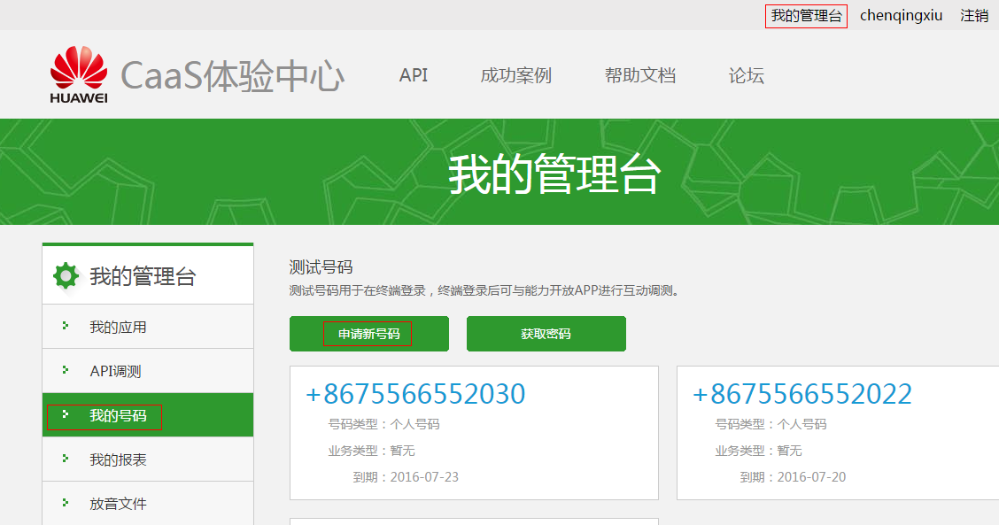 我的管理台 chenqingxiu 注销
HUAWEI CaaS体验中心 API 成功案例 帮助文档 论坛
我的管理台
我的管理台
我的应用
API调测
我的号码
我的报表
放音文件
测试号码
测试号码用于在终端登录，终端登录后可与能力开放APP进行互动调测。
申请新号码 获取密码
+8675566552030
号码类型：个人号码
业务类型：暂无
到期：2016-07-23
+8675566552022
号码类型：个人号码
业务类型：暂无
到期：2016-07-20